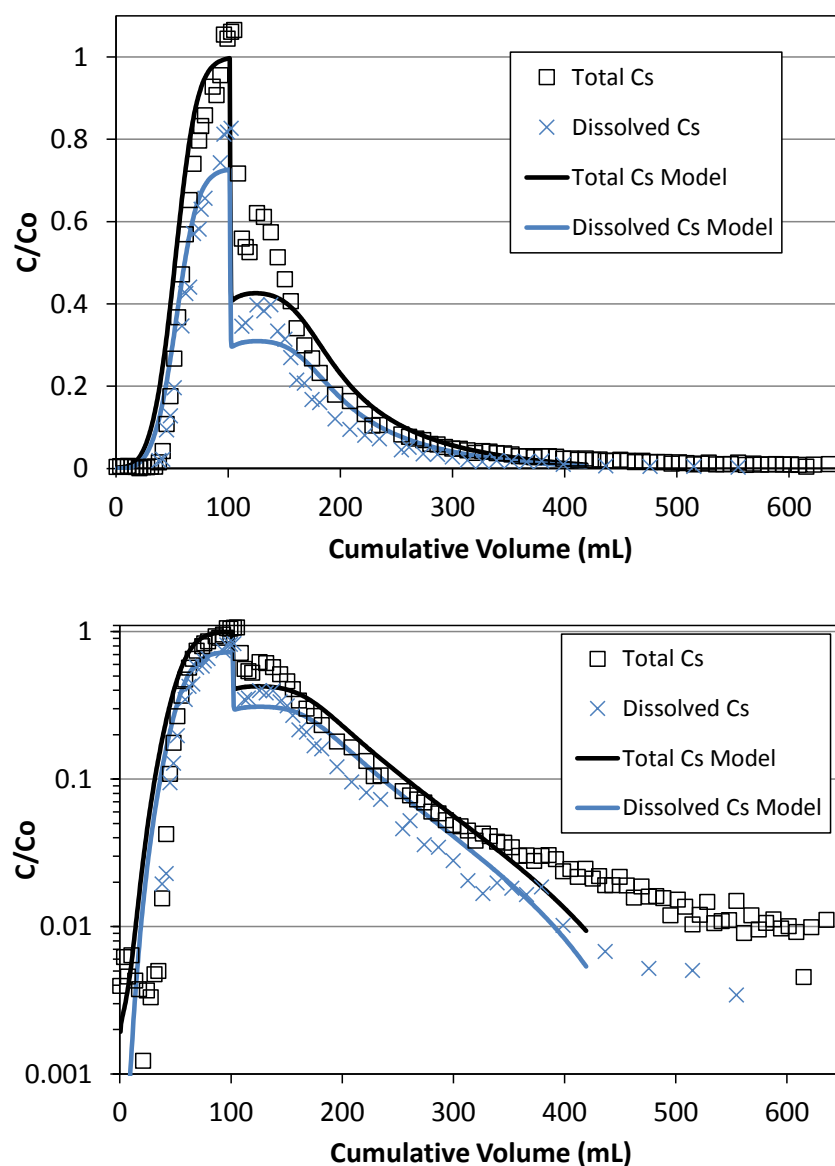 1
0.8
0.6
0.4
0.2
0
C/Co
0 100 200 300 400 500 600
Cumulative Volume (mL)
Total Cs
Dissolved Cs
Total Cs Model
Dissolved Cs Model
1
0.1
0.01
0.001
C/Co
0 100 200 300 400 500 600
Cumulative Volume (mL)
Total Cs
Dissolved Cs
Total Cs Model
Dissolved Cs Model